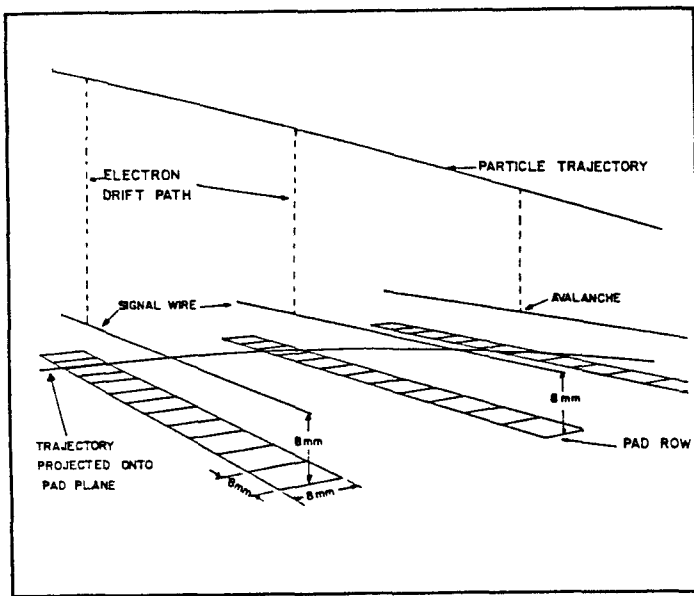 PARTICLE TRAJECTORY
ELECTRON
DRIFT PATH
SIGNAL WIRE
AVALANCHE
8mm
8mm
PAD ROW
TRAJECTORY
PROJECTED ONTO
PAD PLANE
8mm
8mm